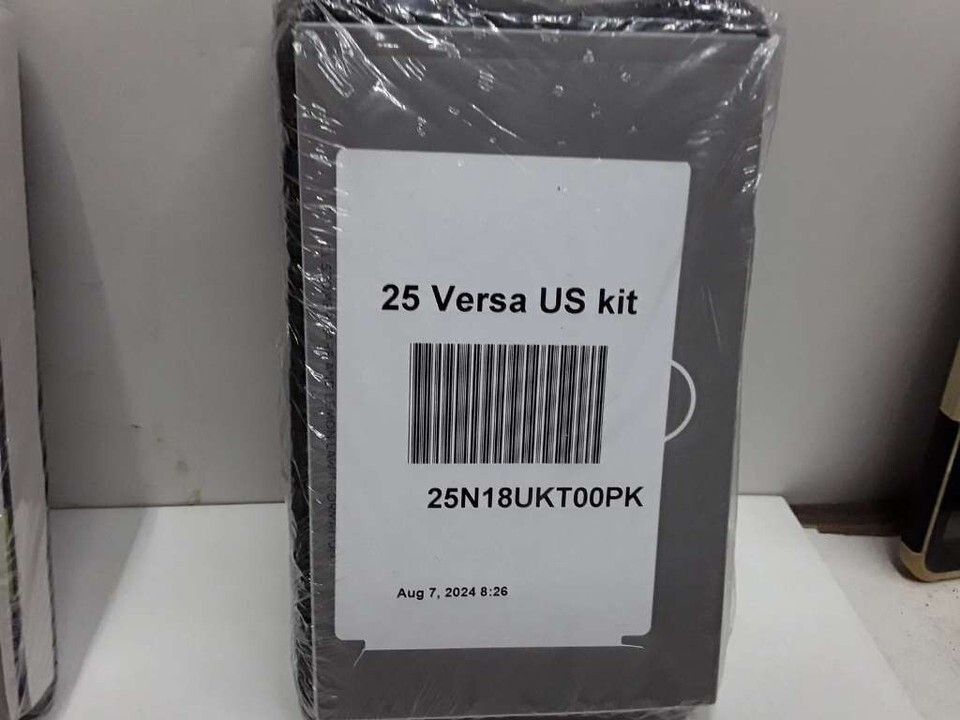 25 Versa US kit
25N18UKT00PK
Aug 7, 2024 8:26